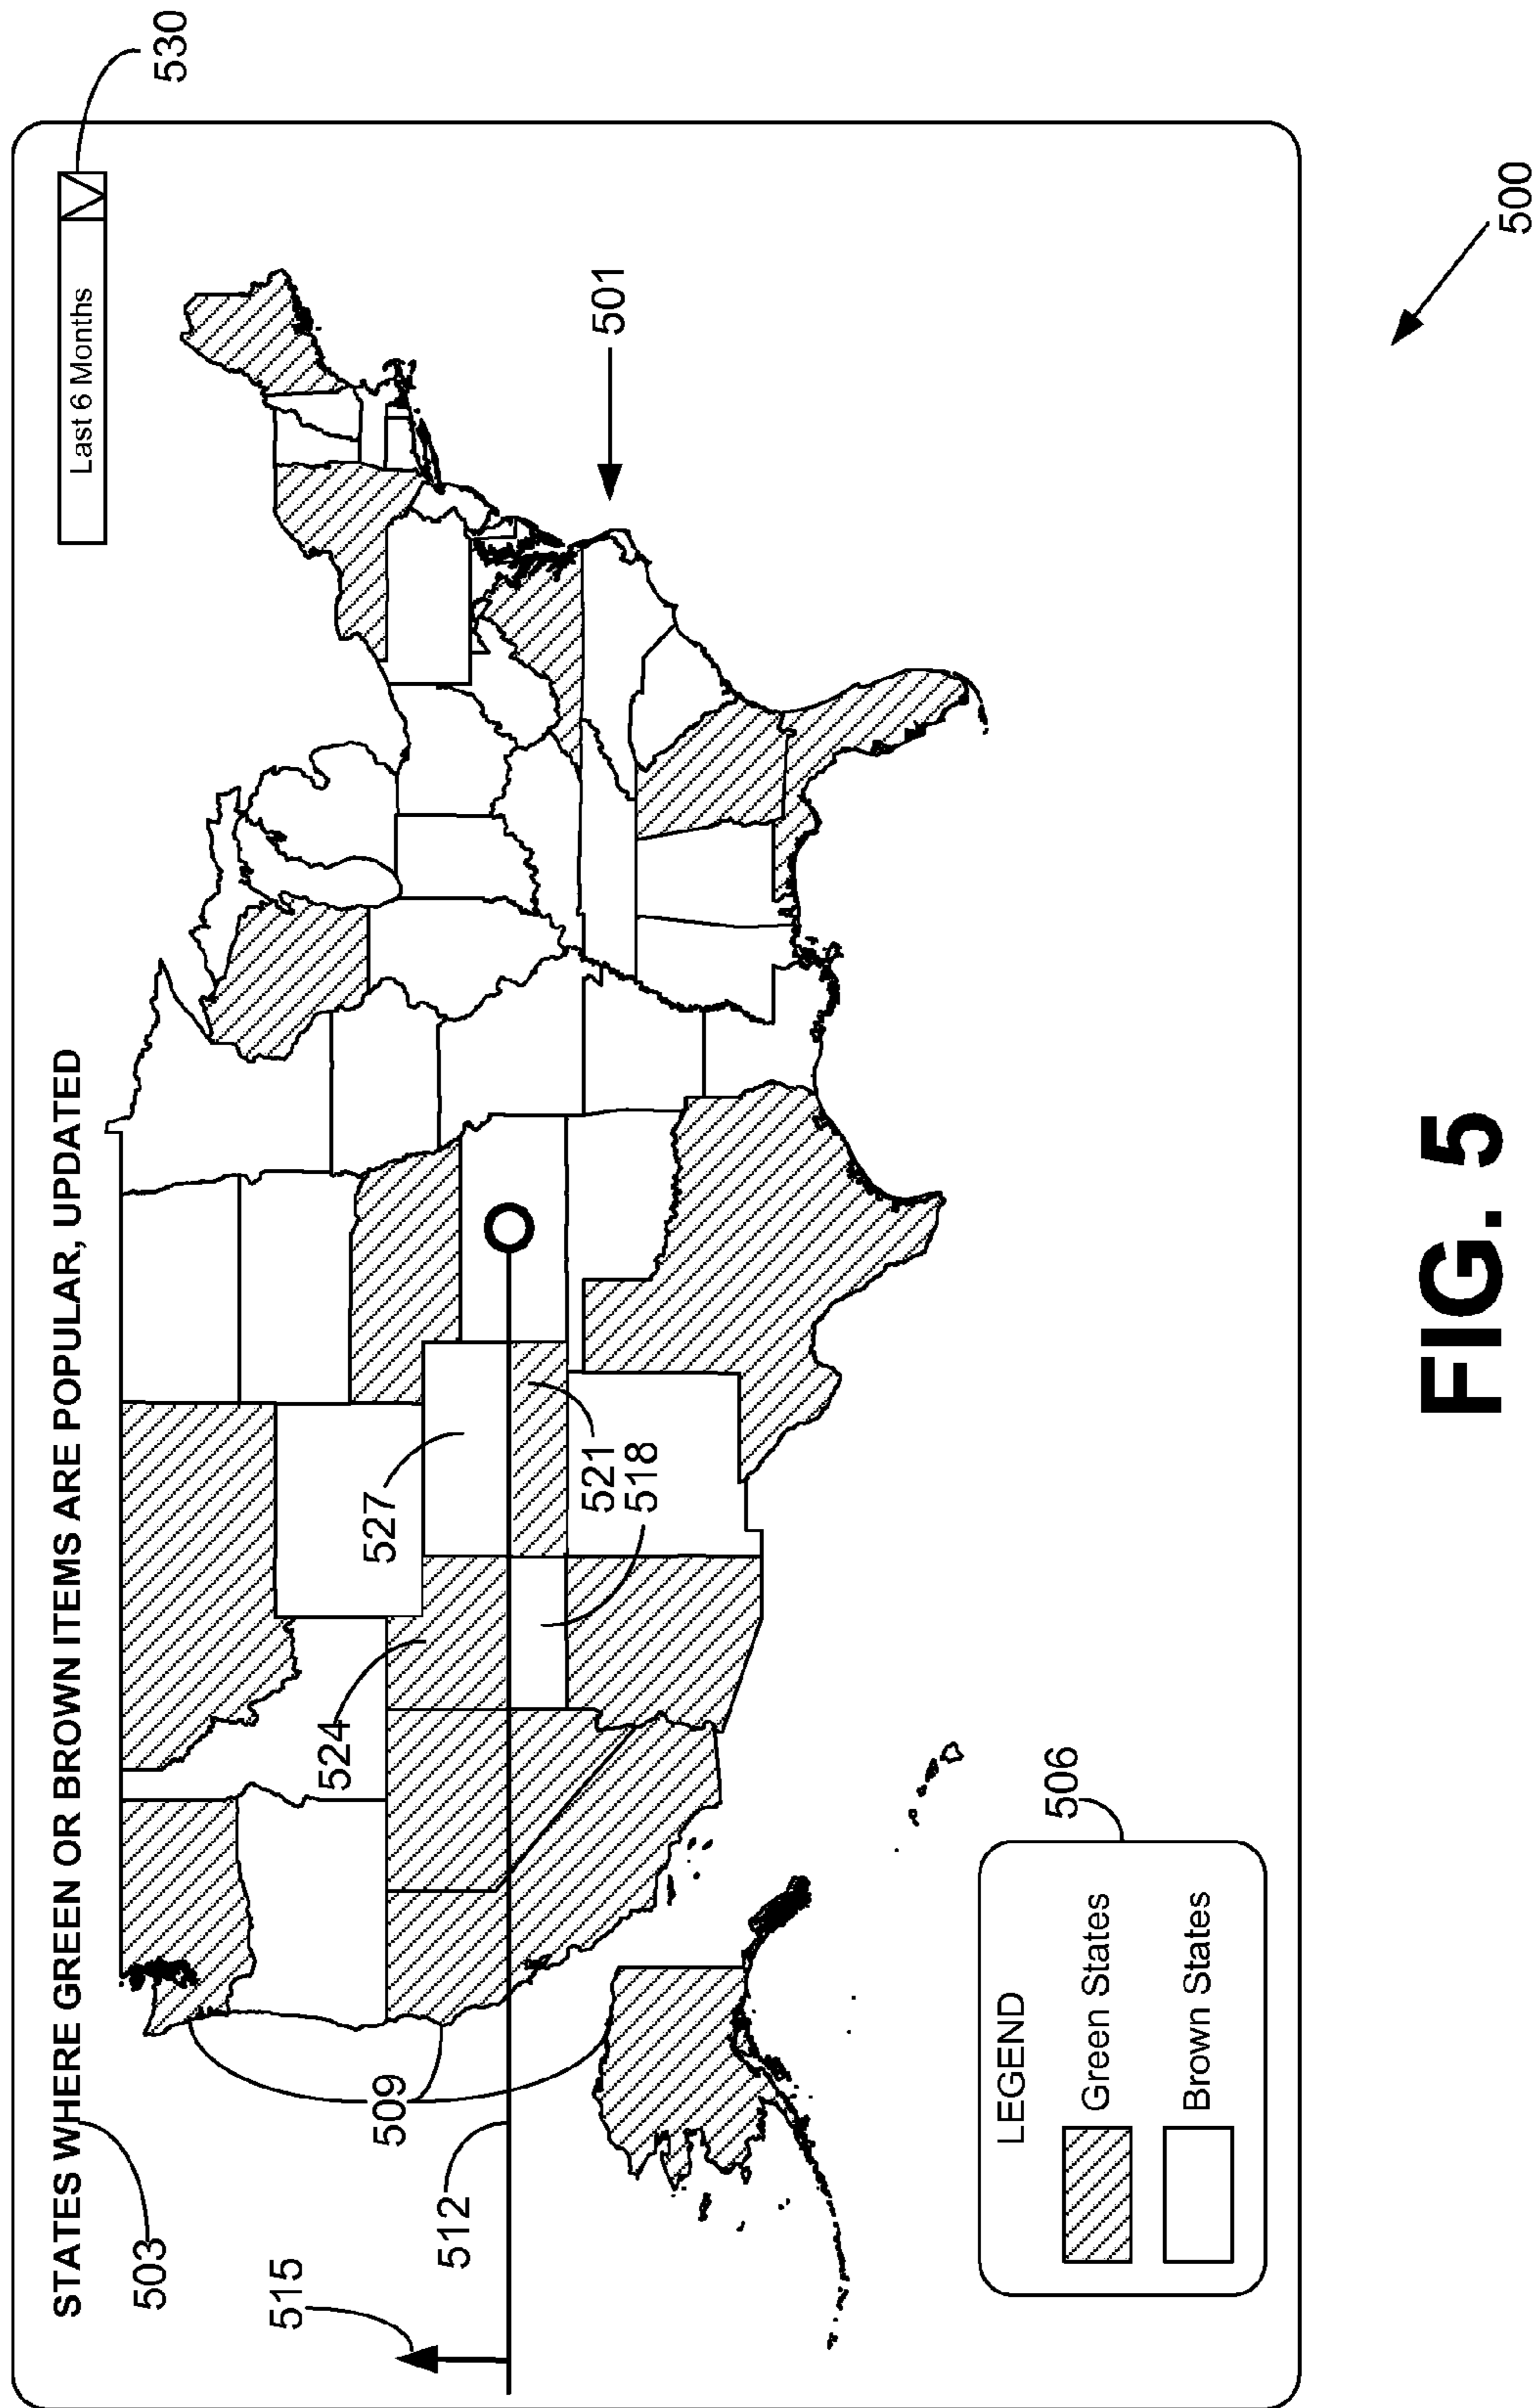 STATES WHERE GREEN OR BROWN ITEMS ARE POPULAR, UPDATED
Last 6 Months
530
503
515
512
509
524
527
521
518
501
506
LEGEND
Green States
Brown States
500
FIG. 5